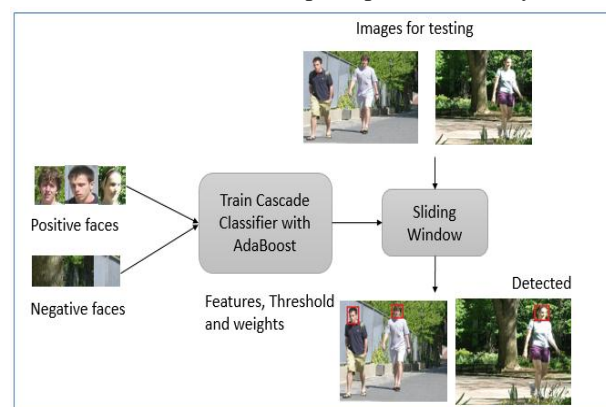 Images for testing
Positive faces
Negative faces
Train Cascade
Classifier with
AdaBoost
Features, Threshold
and weights
Sliding
Window
Detected